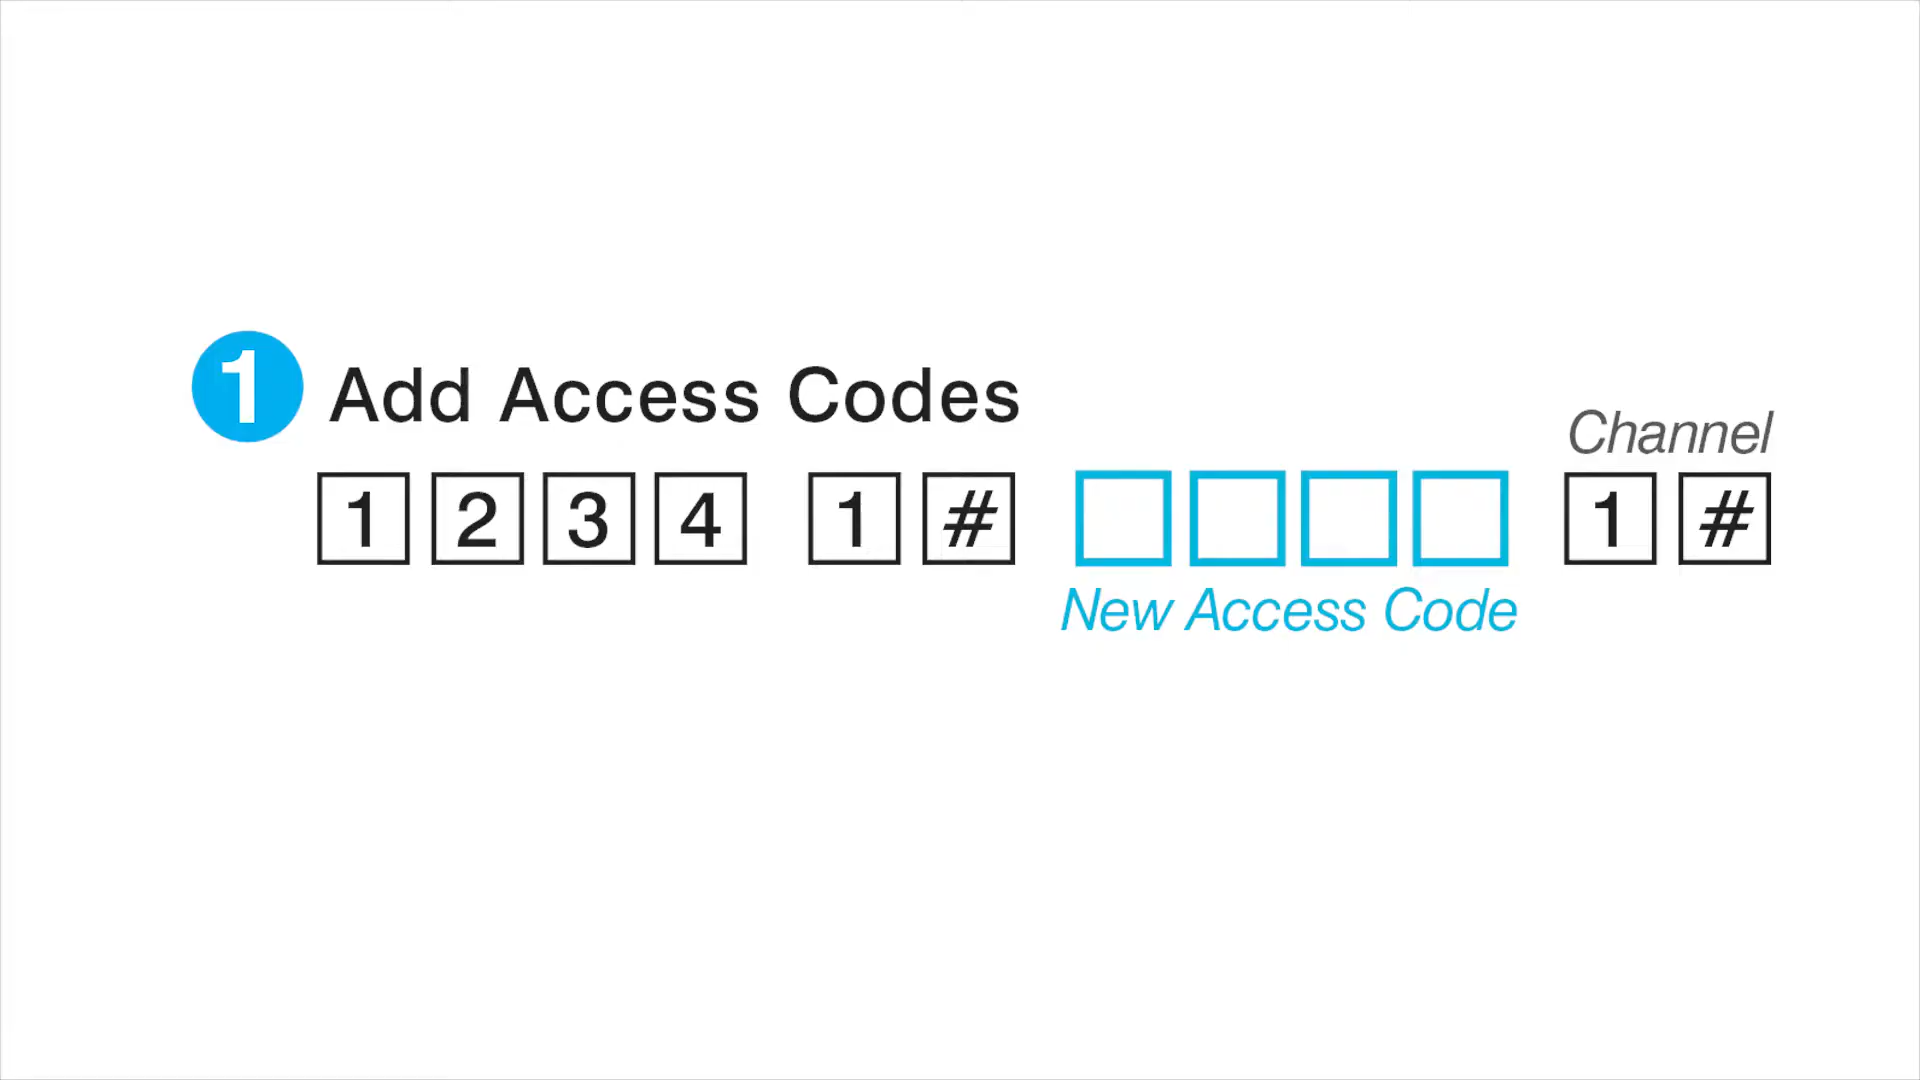 1 Add Access Codes
Channel
1 2 3 4 1 # 1 #
New Access Code